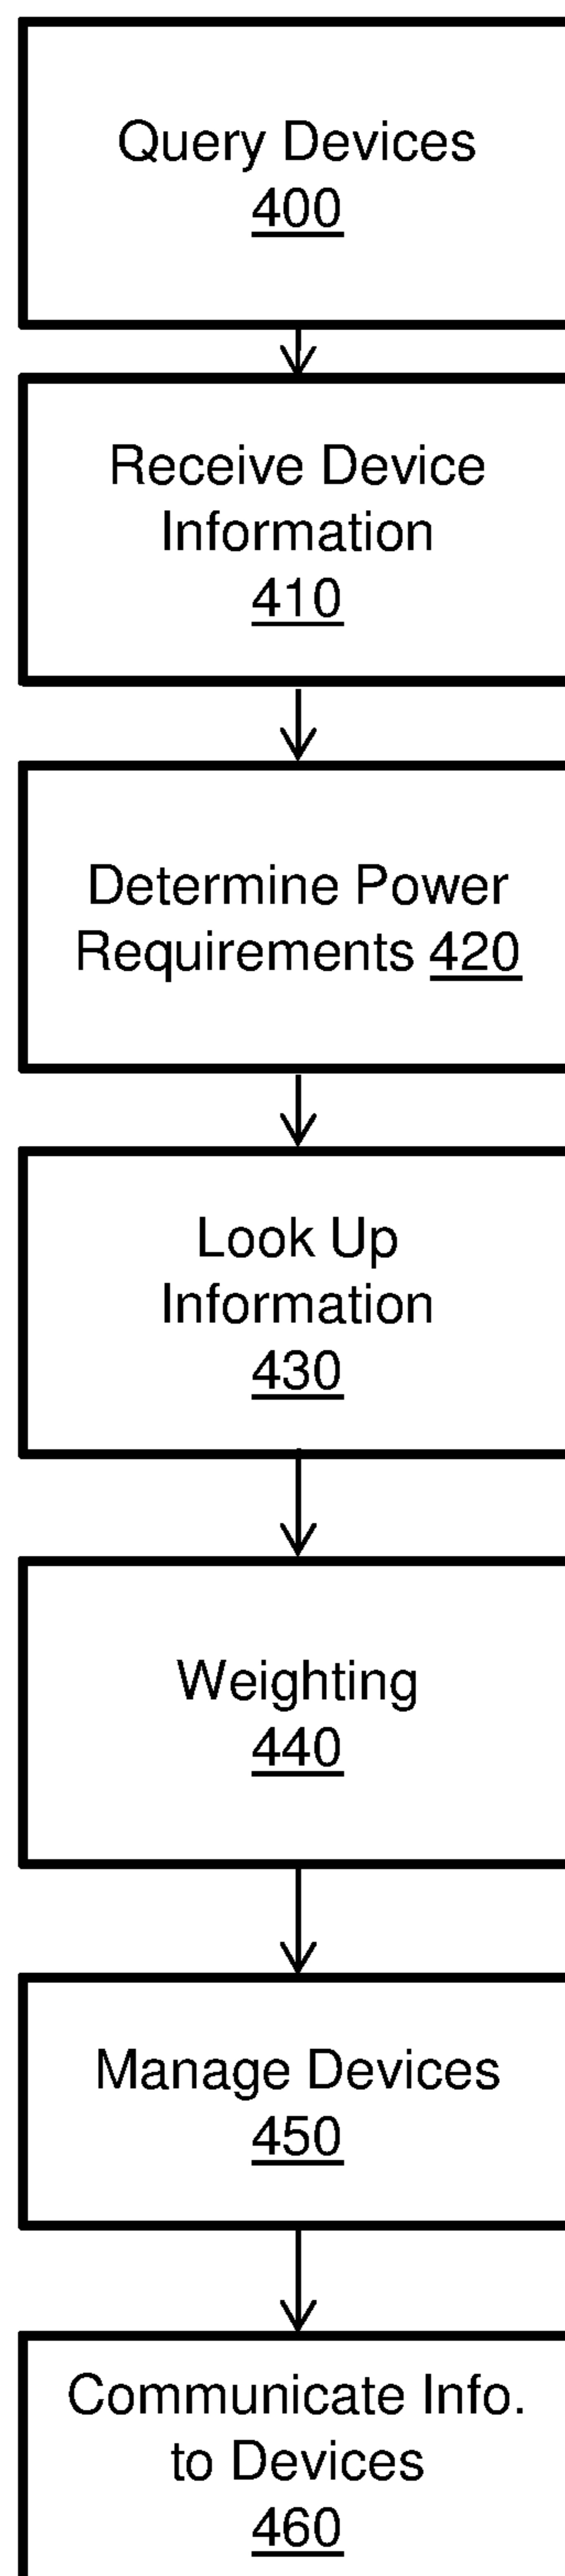 Query Devices
400
Receive Device
Information
410
Determine Power
Requirements 420
Look Up
Information
430
Weighting
440
Manage Devices
450
Communicate Info.
to Devices
460